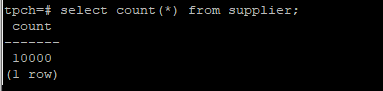 tpch=# select count(*) from supplier;
 count
-------
 10000
(1 row)